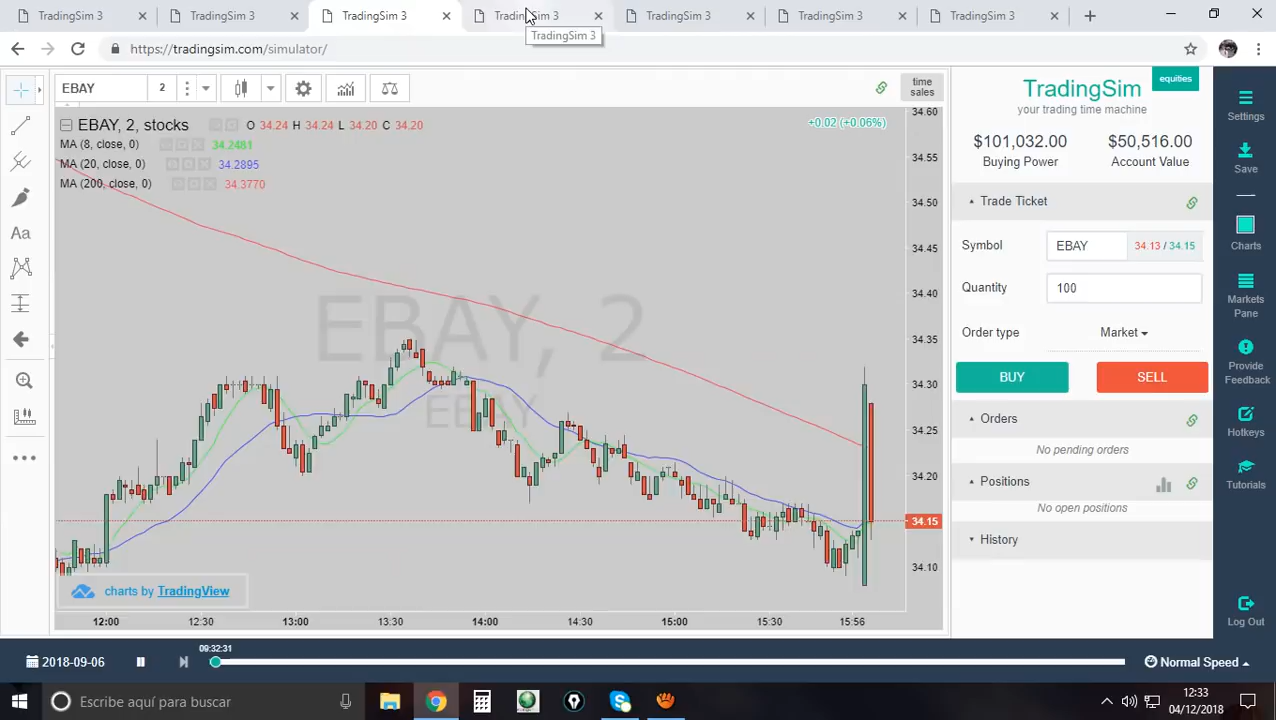 TradingSim 3
TradingSim 3
TradingSim 3
TradingSim 3
TradingSim 3
TradingSim 3
TradingSim 3
TradingSim 3
https://tradingsim.com/simulator/
EBAY 2
time
sales
EBAY, 2, stocks O 34.24 H 34.24 L 34.20 C 34.20
+0.02 (+0.06%)
MA (8, close, 0) 34.2481
MA (20, close, 0) 34.2895
MA (200, close, 0) 34.3770
EBAY, 2
EBAY
34.60
34.55
34.50
34.45
34.40
34.35
34.30
34.25
34.20
34.15
34.10
charts by TradingView
12:00 12:30 13:00 13:30 14:00 14:30 15:00 15:30 15:56
TradingSim equities
your trading time machine
$101,032.00 $50,516.00
Buying Power Account Value
Trade Ticket
Symbol EBAY 34.13 / 34.15
Quantity 100
Order type Market
BUY SELL
Orders
No pending orders
Positions
No open positions
History
Settings
Save
Charts
Markets
Pane
Provide
Feedback
Hotkeys
Tutorials
Log Out
Aa
2018-09-06
09:32:31
Normal Speed
Escribe aquí para buscar
12:33
04/12/2018